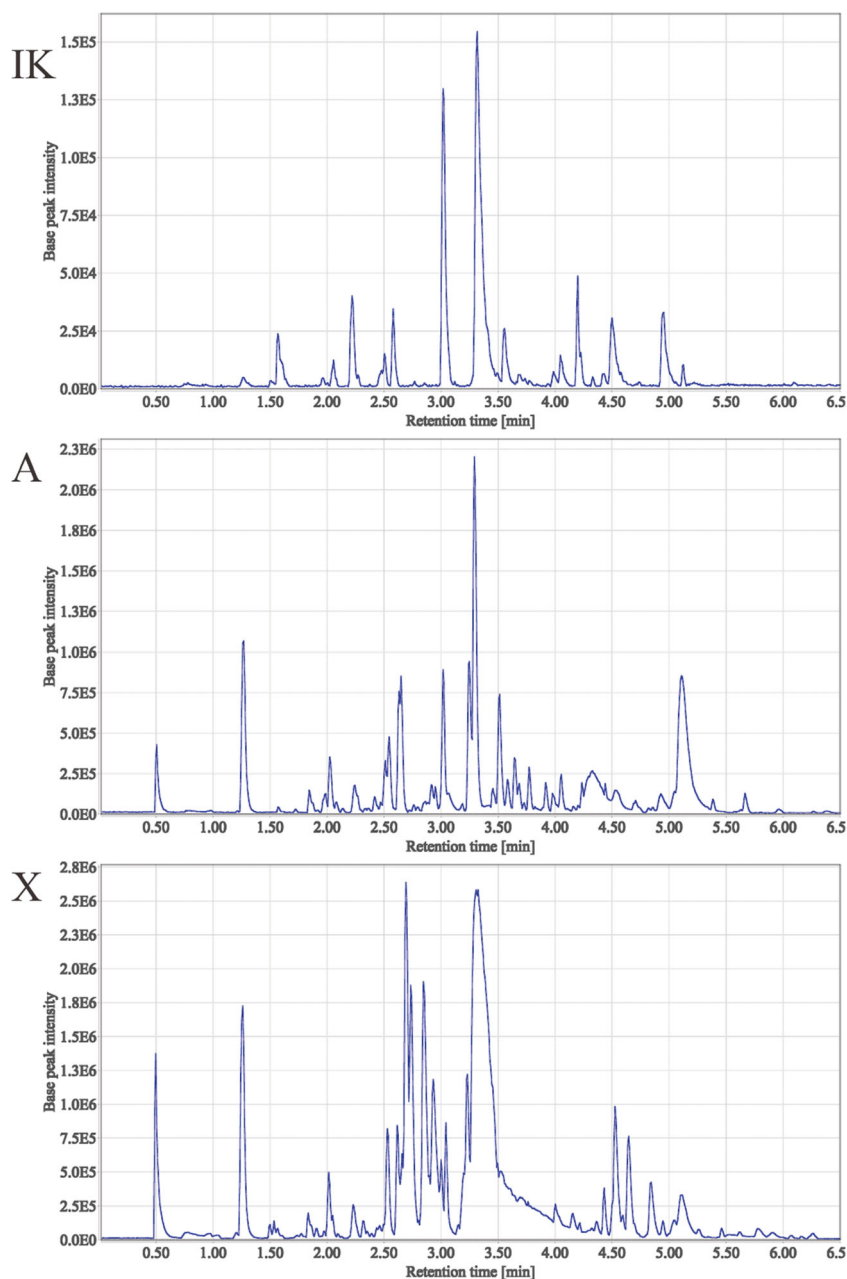 IK
Base peak intensity
1.5E5
1.3E5
1.0E5
7.5E4
5.0E4
2.5E4
0.0E0
0.50 1.00 1.50 2.00 2.50 3.00 3.50 4.00 4.50 5.00 5.50 6.00 6.5
Retention time [min]
A
Base peak intensity
2.3E6
2.0E6
1.8E6
1.5E6
1.3E6
1.0E6
7.5E5
5.0E5
2.5E5
0.0E0
0.50 1.00 1.50 2.00 2.50 3.00 3.50 4.00 4.50 5.00 5.50 6.00 6.5
Retention time [min]
X
Base peak intensity
2.8E6
2.5E6
2.3E6
2.0E6
1.8E6
1.5E6
1.3E6
1.0E6
7.5E5
5.0E5
2.5E5
0.0E0
0.50 1.00 1.50 2.00 2.50 3.00 3.50 4.00 4.50 5.00 5.50 6.00 6.5
Retention time [min]